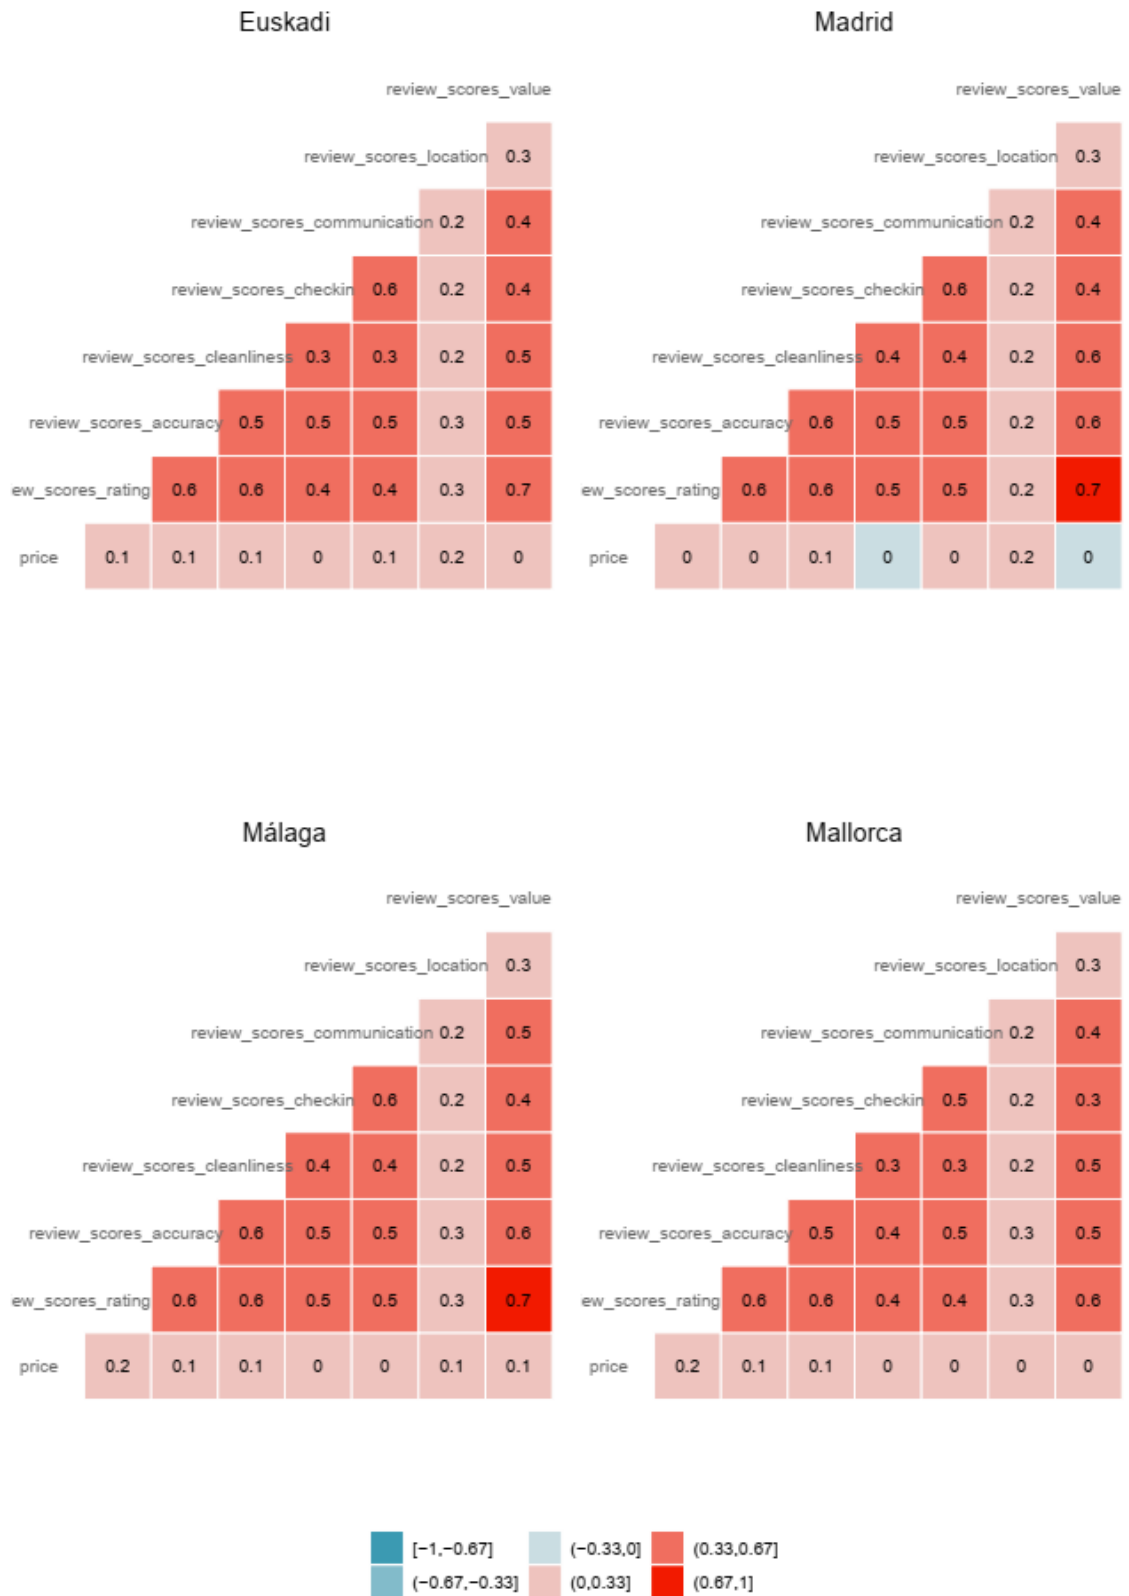 Euskadi Madrid
review_scores_value review_scores_value
review_scores_location 0.3 review_scores_location 0.3
review_scores_communication 0.2 0.4 review_scores_communication 0.2 0.4
review_scores_checkin 0.6 0.2 0.4 review_scores_checkin 0.6 0.2 0.4
review_scores_cleanliness 0.3 0.3 0.2 0.5 review_scores_cleanliness 0.4 0.4 0.2 0.6
review_scores_accuracy 0.5 0.5 0.5 0.3 0.5 review_scores_accuracy 0.6 0.5 0.5 0.2 0.6
ew_scores_rating 0.6 0.6 0.4 0.4 0.3 0.7 ew_scores_rating 0.6 0.6 0.5 0.5 0.2 0.7
price 0.1 0.1 0.1 0 0.1 0.2 0 price 0 0 0.1 0 0 0.2 0
Málaga Mallorca
review_scores_value review_scores_value
review_scores_location 0.3 review_scores_location 0.3
review_scores_communication 0.2 0.5 review_scores_communication 0.2 0.4
review_scores_checkin 0.6 0.2 0.4 review_scores_checkin 0.5 0.2 0.3
review_scores_cleanliness 0.4 0.4 0.2 0.5 review_scores_cleanliness 0.3 0.3 0.2 0.5
review_scores_accuracy 0.6 0.5 0.5 0.3 0.6 review_scores_accuracy 0.5 0.4 0.5 0.3 0.5
ew_scores_rating 0.6 0.6 0.5 0.5 0.3 0.7 ew_scores_rating 0.6 0.6 0.4 0.4 0.3 0.6
price 0.2 0.1 0.1 0 0 0.1 0.1 price 0.2 0.1 0.1 0 0 0 0
[−1,−0.67] (−0.33,0] (0.33,0.67]
(−0.67,−0.33] (0,0.33] (0.67,1]